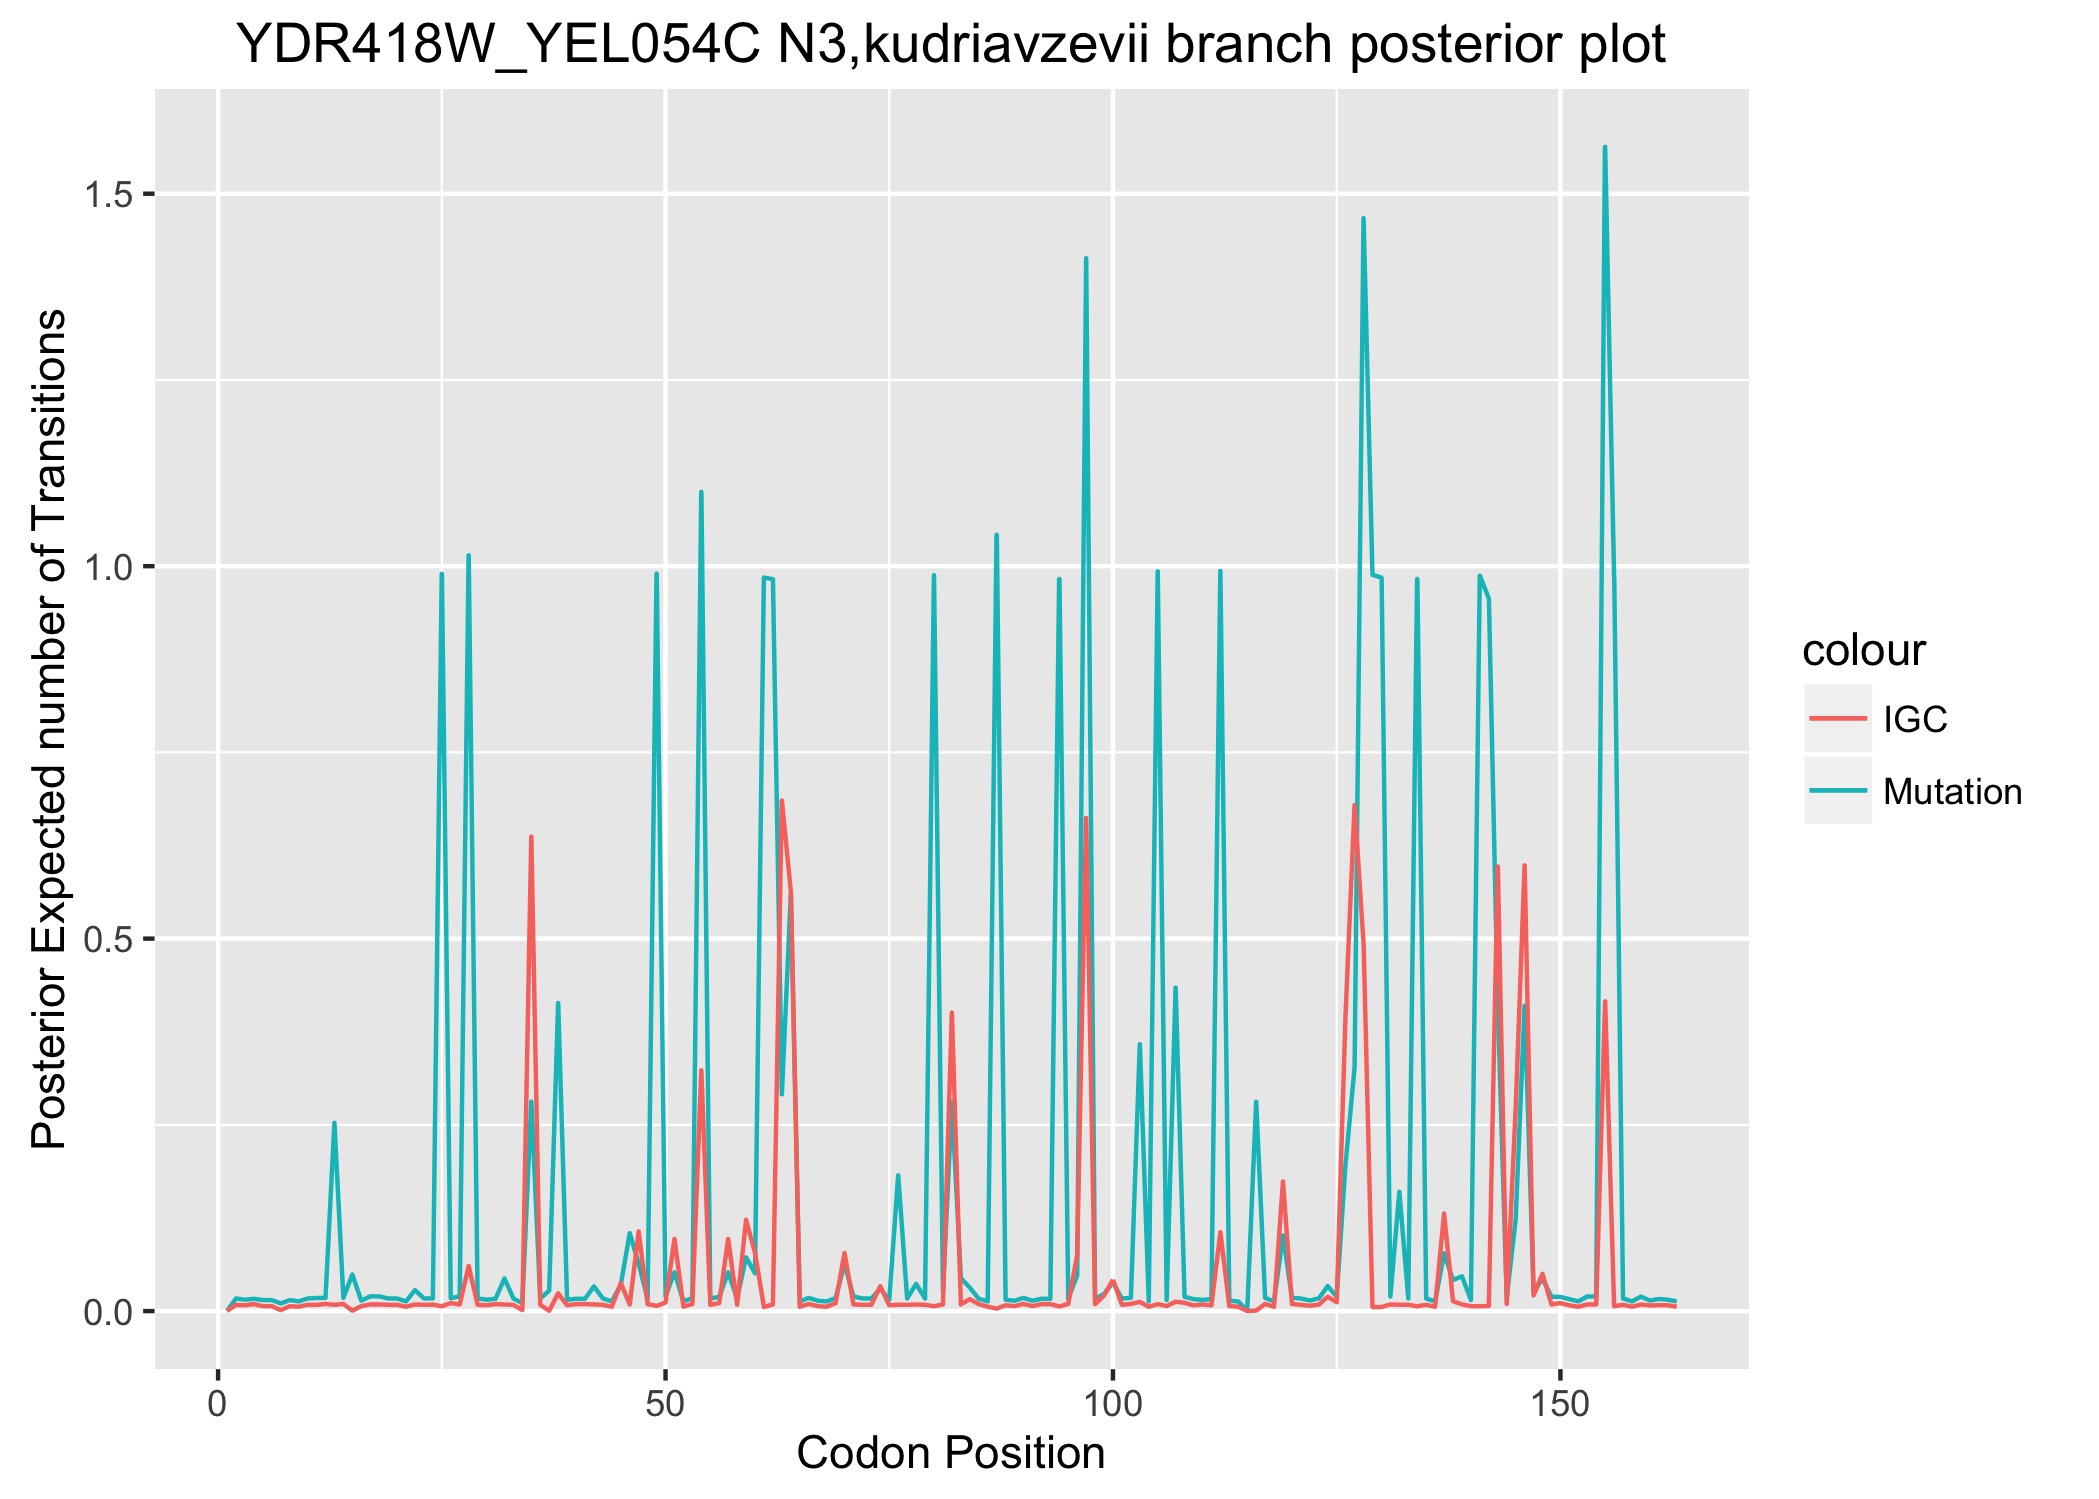 YDR418W_YEL054C N3,kudriavzevii branch posterior plot
Posterior Expected number of Transitions
1.5
1.0
0.5
0.0
0
50
100
150
Codon Position
colour
IGC
Mutation